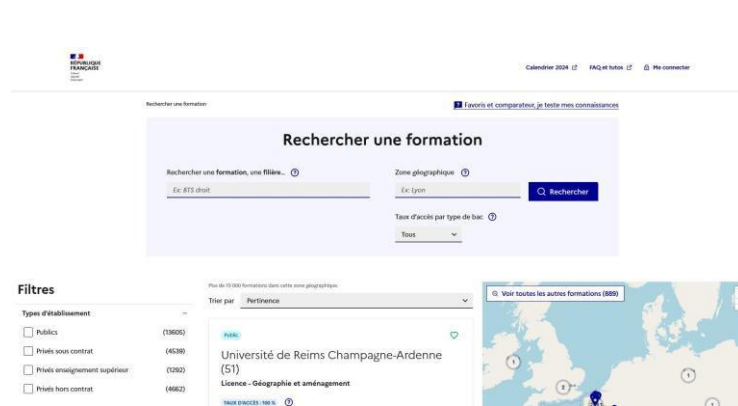 RÉPUBLIQUE
FRANÇAISE
Calendrier 2024
FAQ et tutos
Me connecter
Rechercher une formation
Favoris et comparateur, je teste mes connaissances
Rechercher une formation
Rechercher une formation, une filière...
Zone géographique
Ex: BTS droit
Ex: Lyon
Rechercher
Taux d'accès par type de bac
Tous
Filtres
Plus de 15 000 formations dans cette zone géographique
Trier par Pertinence
Voir toutes les autres formations (889)
Types d'établissement
Publics (13605)
Privés sous contrat (4539)
Privés enseignement supérieur (1292)
Privés hors contrat (4662)
Public
Université de Reims Champagne-Ardenne
(51)
Licence - Géographie et aménagement
TAUX D'ACCÈS : 100 %
1
2
1
1